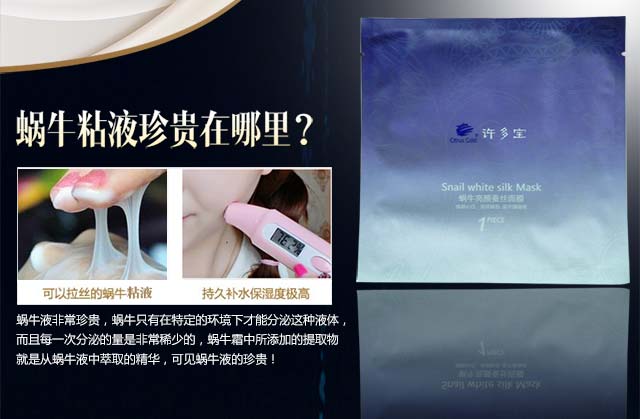 蜗牛粘液珍贵在哪里？
可以拉丝的蜗牛粘液
持久补水保湿度极高
蜗牛液非常珍贵，蜗牛只有在特定的环境下才能分泌这种液体，
而且每一次分泌的量是非常稀少的，蜗牛霜中所添加的提取物
就是从蜗牛液中萃取的精华，可见蜗牛液的珍贵！
许多宝
Snail white silk Mask
蜗牛亮颜蚕丝面膜
1 PIECE